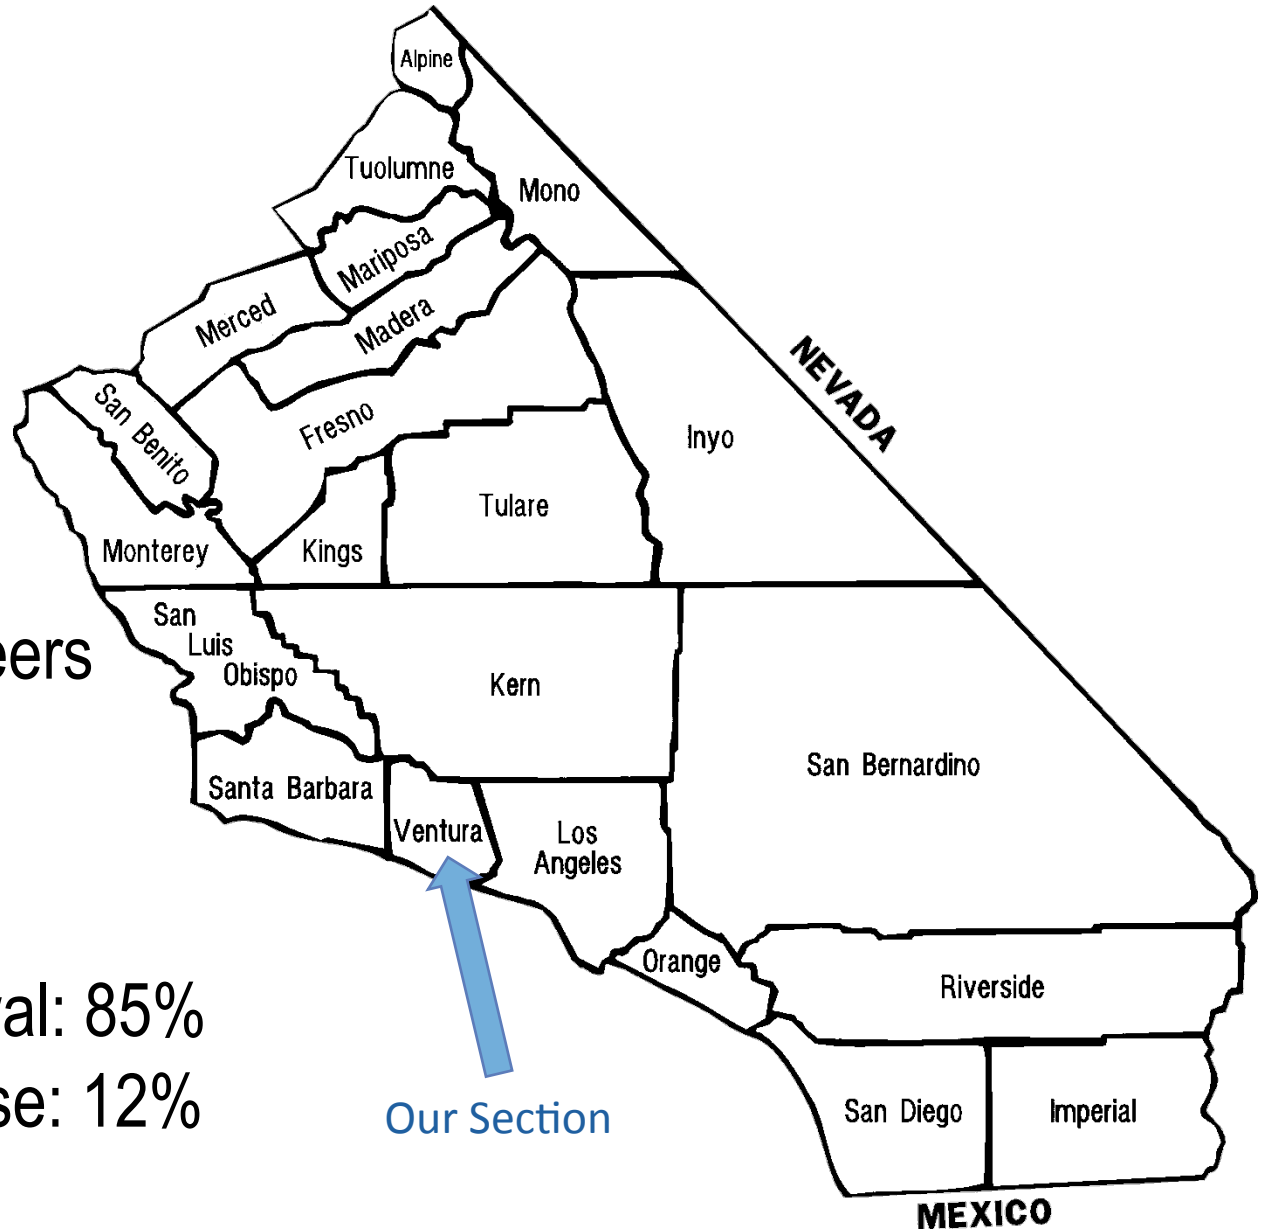 Alpine
Tuolumne
Mono
Mariposa
Merced
Madera
NEVADA
San Benito
Fresno
Inyo
Tulare
Monterey
Kings
San
Luis
Obispo
eers
Kern
San Bernardino
Santa Barbara
Ventura
Los
Angeles
Orange
Riverside
val: 85%
se: 12%
Our Section
San Diego
Imperial
MEXICO